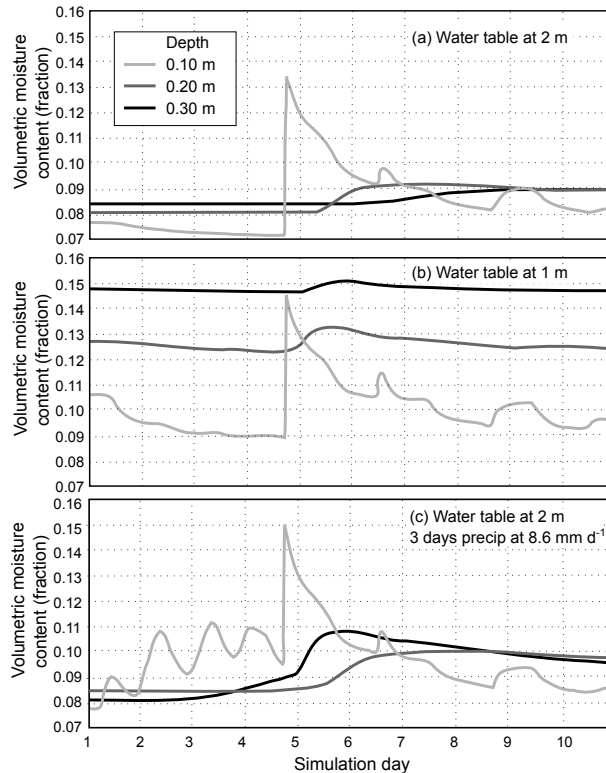 0.16
0.15
0.14
0.13
0.12
0.11
0.10
0.09
0.08
0.07
Volumetric moisture
content (fraction)
Depth
0.10 m
0.20 m
0.30 m
(a) Water table at 2 m
0.16
0.15
0.14
0.13
0.12
0.11
0.10
0.09
0.08
0.07
Volumetric moisture
content (fraction)
(b) Water table at 1 m
0.16
0.15
0.14
0.13
0.12
0.11
0.10
0.09
0.08
0.07
Volumetric moisture
content (fraction)
(c) Water table at 2 m
3 days precip at 8.6 mm d⁻¹
1 2 3 4 5 6 7 8 9 10
Simulation day